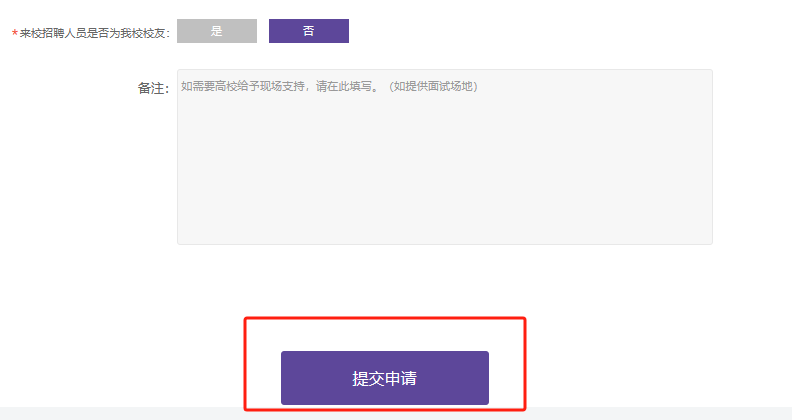 *来校招聘人员是否为我校校友： 是 否
备注： 如需要高校给予现场支持，请在此填写。（如提供面试场地）
提交申请